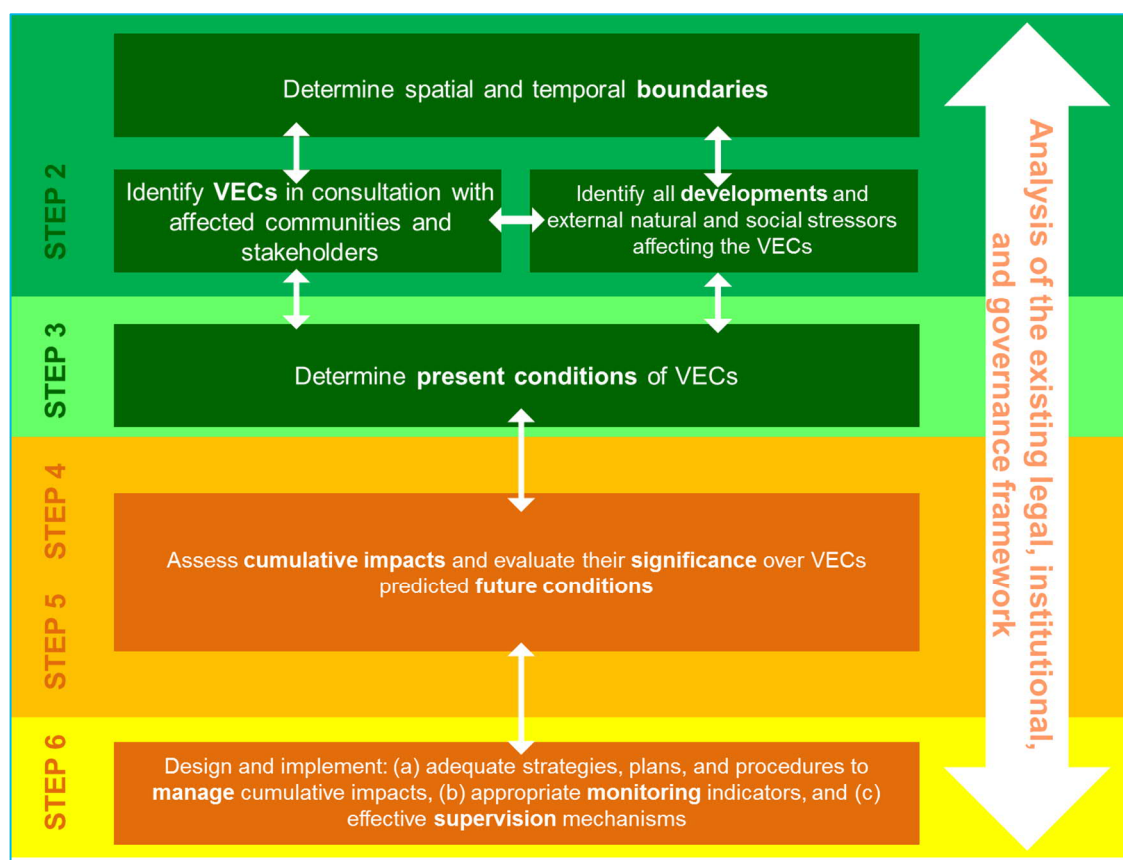 Determine spatial and temporal boundaries
STEP 2
Identify VECs in consultation with
affected communities and
stakeholders
Identify all developments and
external natural and social stressors
affecting the VECs
STEP 3
Determine present conditions of VECs
STEP 4
STEP 5
Assess cumulative impacts and evaluate their significance over VECs
predicted future conditions
STEP 6
Design and implement: (a) adequate strategies, plans, and procedures to
manage cumulative impacts, (b) appropriate monitoring indicators, and (c)
effective supervision mechanisms
Analysis of the existing legal, institutional,
and governance framework